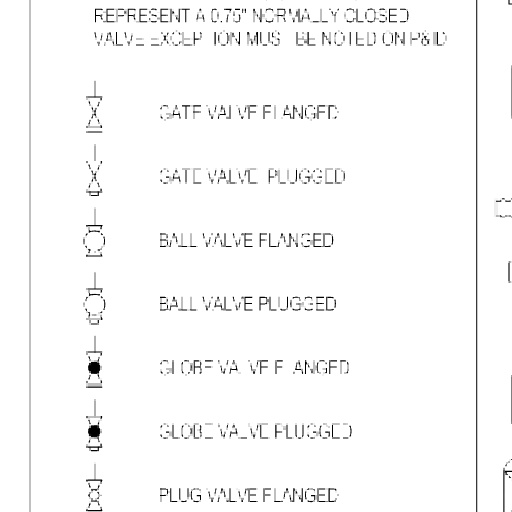 REPRESENT A 0.75" NORMALLY CLOSED
VALVE EXCEPTION MUST BE NOTED ON P&ID
GATE VALVE FLANGED
GATE VALVE PLUGGED
BALL VALVE FLANGED
BALL VALVE PLUGGED
GLOBE VALVE FLANGED
GLOBE VALVE PLUGGED
PLUG VALVE FLANGED